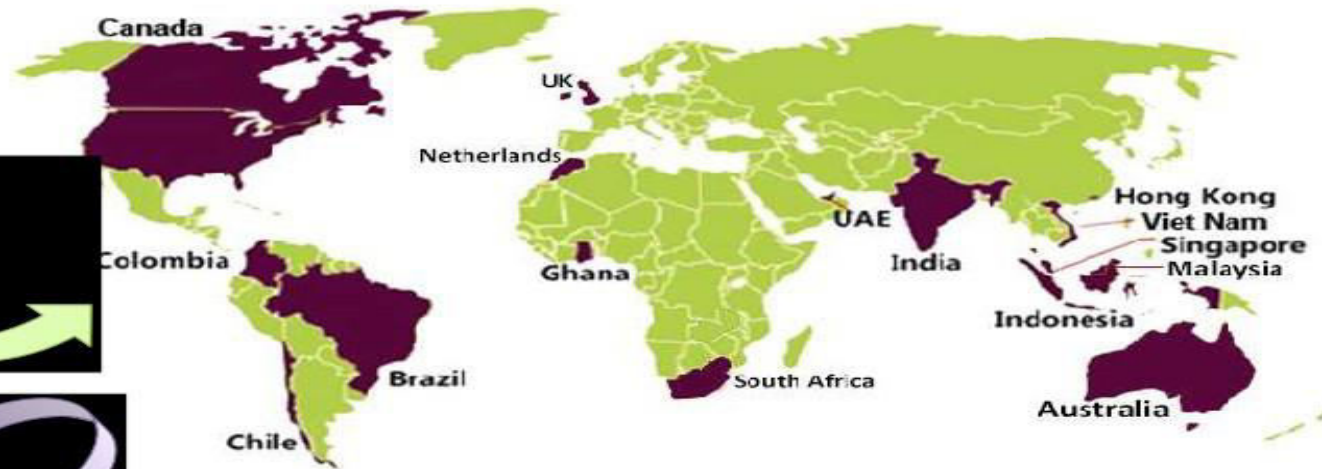 Canada
UK
Netherlands
Hong Kong
UAE
Viet Nam
Singapore
Colombia
Ghana
India
Malaysia
Indonesia
Brazil
South Africa
Australia
Chile